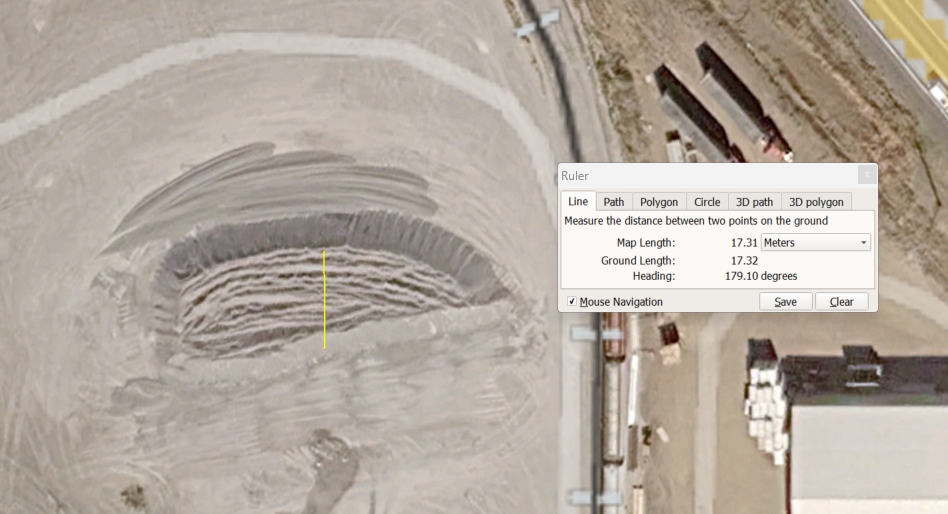 Ruler
Line Path Polygon Circle 3D path 3D polygon
Measure the distance between two points on the ground
Map Length: 17.31 Meters
Ground Length: 17.32
Heading: 179.10 degrees
Mouse Navigation Save Clear